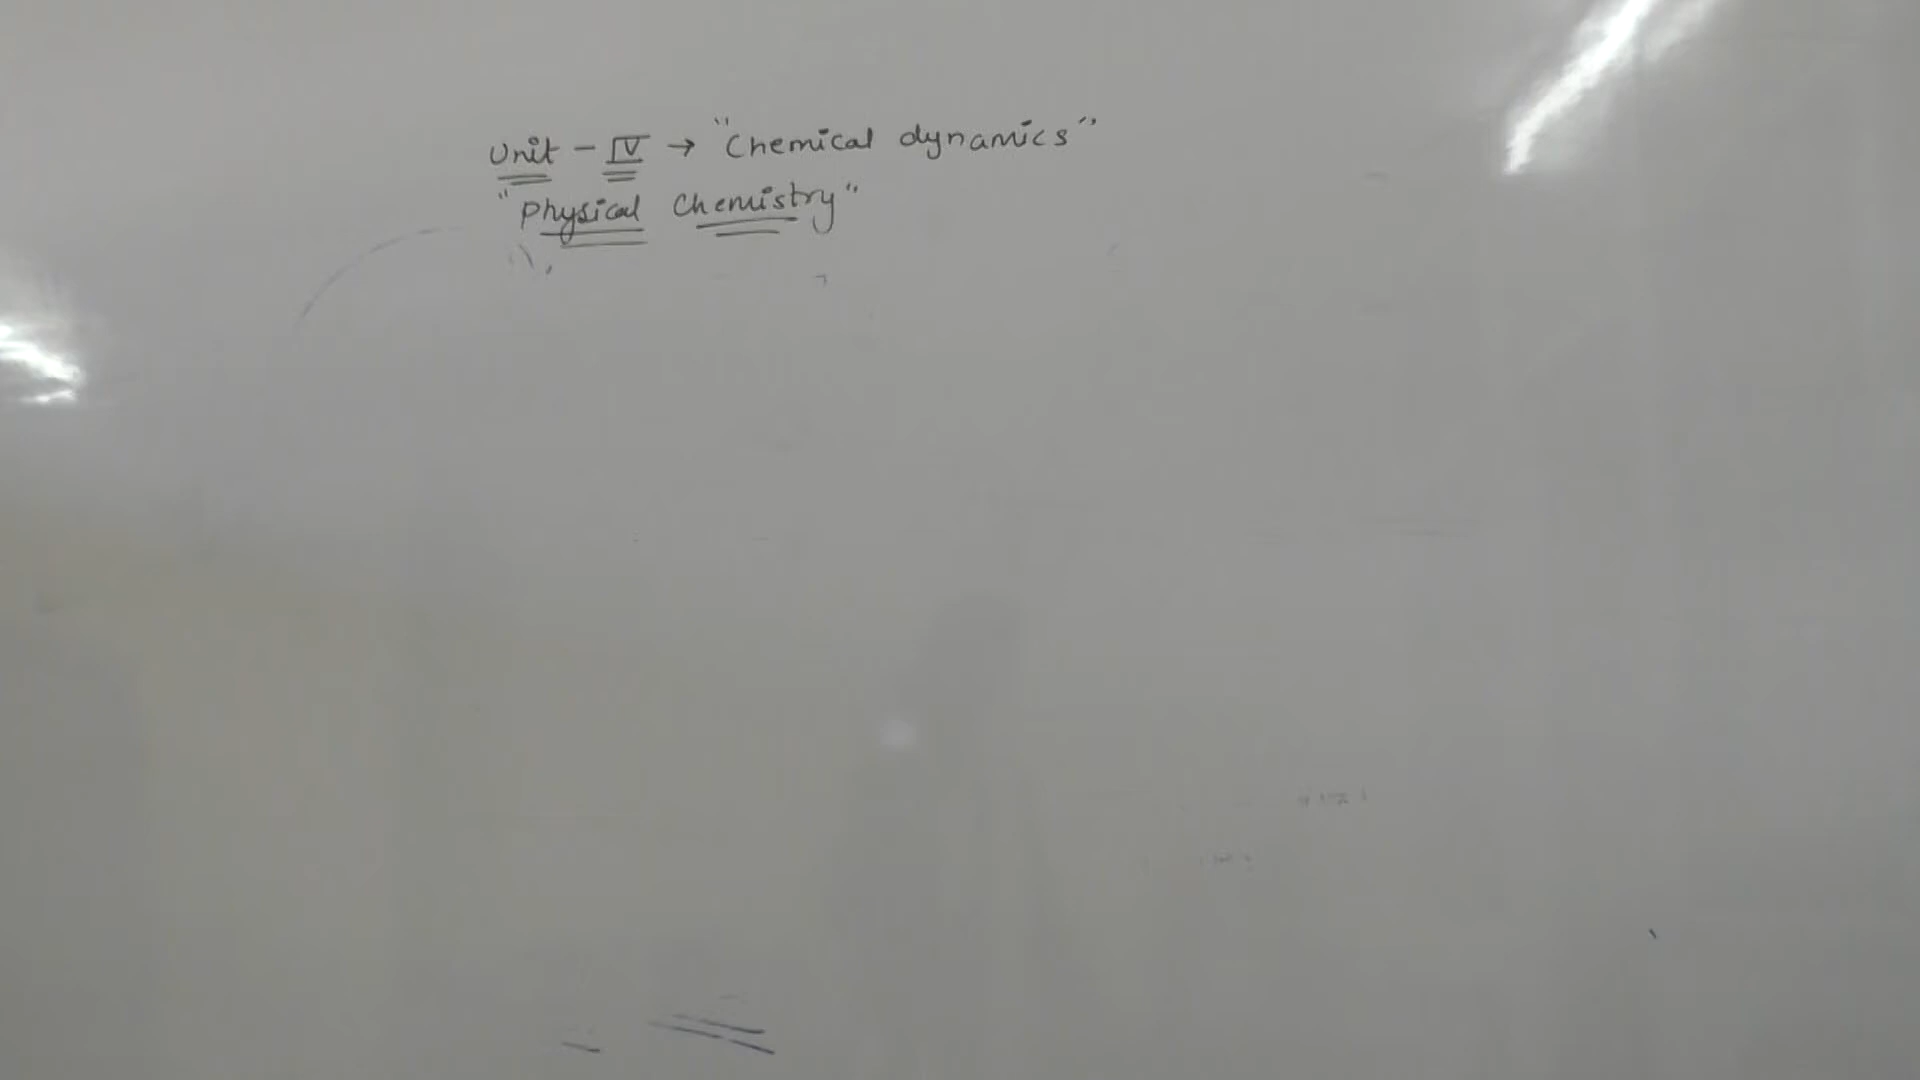 Unit - IV → "Chemical dynamics"
"Physical Chemistry"